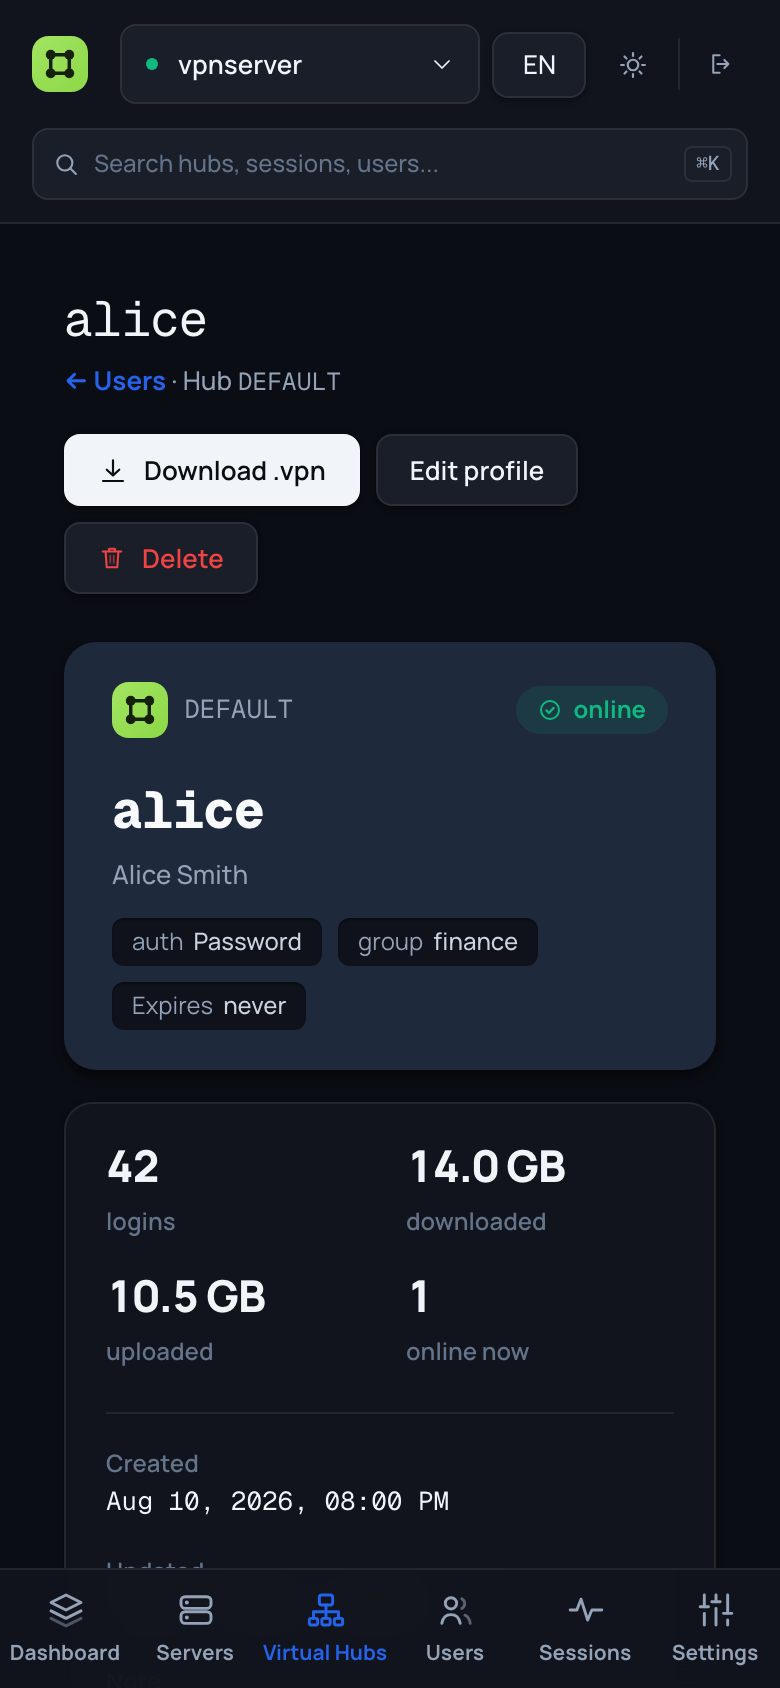 vpnserver
EN
Search hubs, sessions, users...
⌘K
alice
← Users · Hub DEFAULT
Download .vpn
Edit profile
Delete
DEFAULT
online
alice
Alice Smith
auth Password
group finance
Expires never
42
14.0 GB
logins
downloaded
10.5 GB
1
uploaded
online now
Created
Aug 10, 2026, 08:00 PM
Updated
Note
Dashboard
Servers
Virtual Hubs
Users
Sessions
Settings